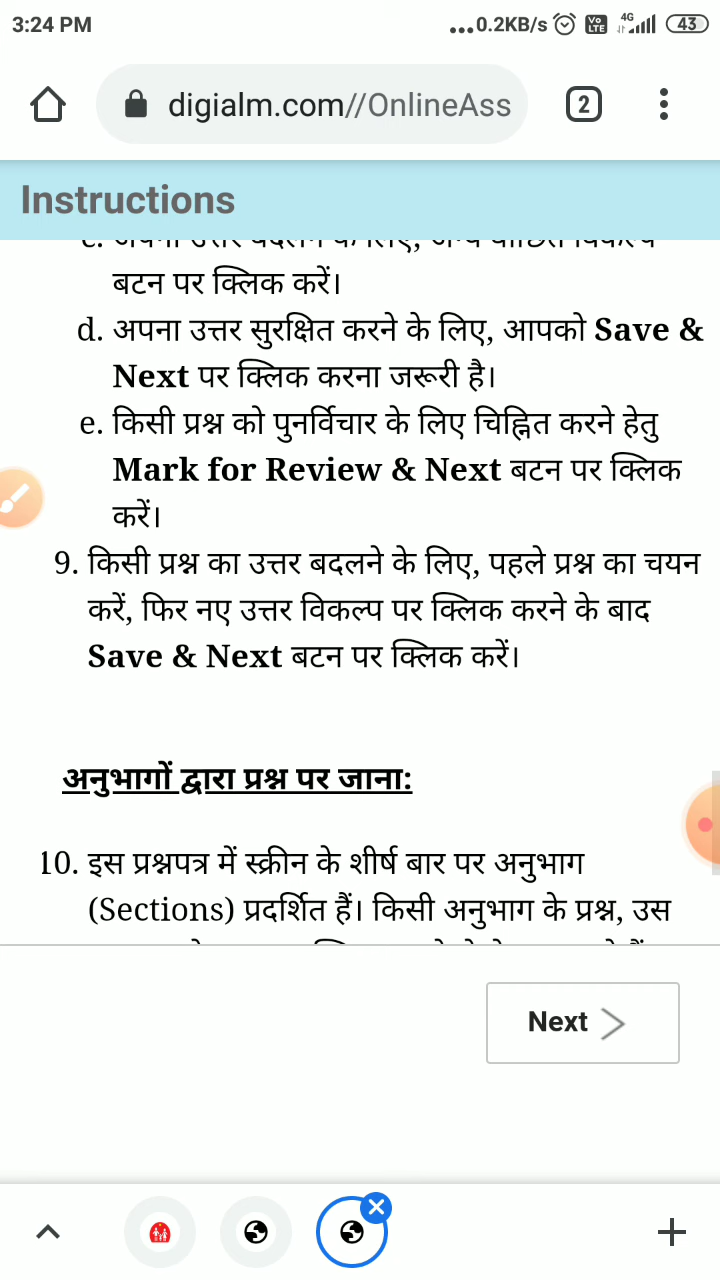 3:24 PM
...0.2KB/s Vo LTE 4G 43
digialm.com//OnlineAss
2
Instructions
बटन पर क्लिक करें।
d. अपना उत्तर सुरक्षित करने के लिए, आपको Save &
Next पर क्लिक करना जरूरी है।
e. किसी प्रश्न को पुनर्विचार के लिए चिह्नित करने हेतु
Mark for Review & Next बटन पर क्लिक
करें।
9. किसी प्रश्न का उत्तर बदलने के लिए, पहले प्रश्न का चयन
करें, फिर नए उत्तर विकल्प पर क्लिक करने के बाद
Save & Next बटन पर क्लिक करें।
अनुभागों द्वारा प्रश्न पर जाना:
10. इस प्रश्नपत्र में स्क्रीन के शीर्ष बार पर अनुभाग
(Sections) प्रदर्शित हैं। किसी अनुभाग के प्रश्न, उस
Next